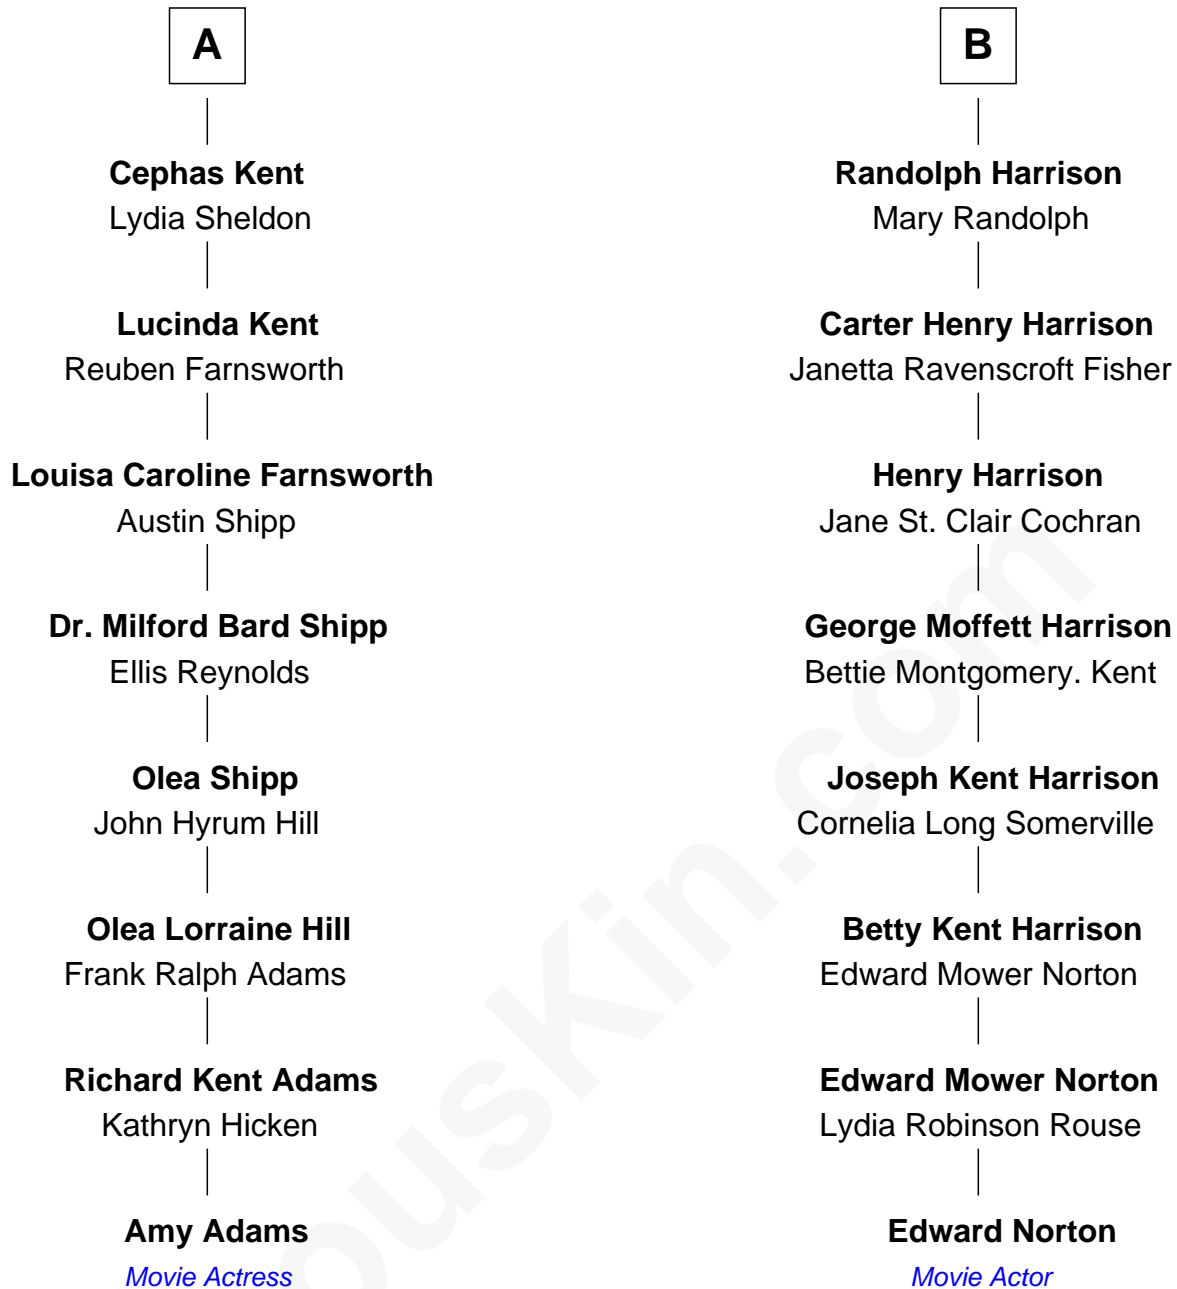 A
Cephas Kent
Lydia Sheldon
Lucinda Kent
Reuben Farnsworth
Louisa Caroline Farnsworth
Austin Shipp
Dr. Milford Bard Shipp
Ellis Reynolds
Olea Shipp
John Hyrum Hill
Olea Lorraine Hill
Frank Ralph Adams
Richard Kent Adams
Kathryn Hicken
Amy Adams
Movie Actress
B
Randolph Harrison
Mary Randolph
Carter Henry Harrison
Janetta Ravenscroft Fisher
Henry Harrison
Jane St. Clair Cochran
George Moffett Harrison
Bettie Montgomery. Kent
Joseph Kent Harrison
Cornelia Long Somerville
Betty Kent Harrison
Edward Mower Norton
Edward Mower Norton
Lydia Robinson Rouse
Edward Norton
Movie Actor
ousKin.com